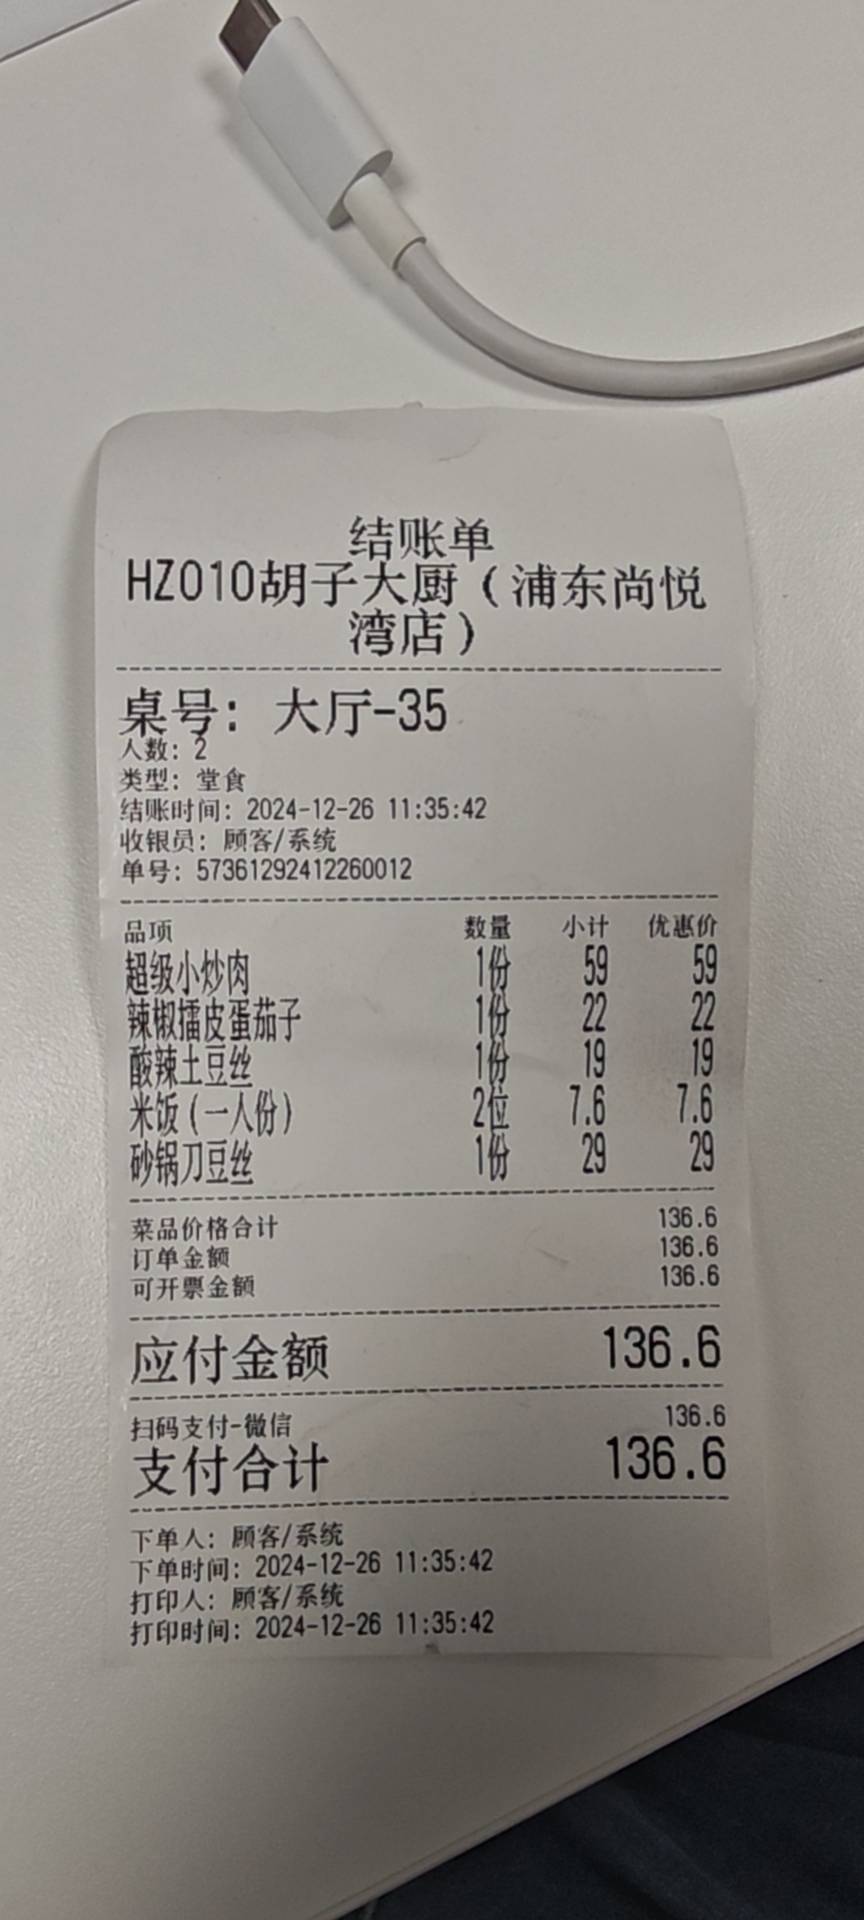 结账单
HZ010胡子大厨（浦东尚悦
湾店）
桌号：大厅-35
人数：2
类型：堂食
结账时间：2024-12-26 11:35:42
收银员：顾客/系统
单号：57361292412260012
品项 数量 小计 优惠价
超级小炒肉 1份 59 59
辣椒擂皮蛋茄子 1份 22 22
酸辣土豆丝 1份 19 19
米饭（一人份） 2位 7.6 7.6
砂锅刀豆丝 1份 29 29
菜品价格合计 136.6
订单金额 136.6
可开票金额 136.6
应付金额 136.6
扫码支付-微信 136.6
支付合计 136.6
下单人：顾客/系统
下单时间：2024-12-26 11:35:42
打印人：顾客/系统
打印时间：2024-12-26 11:35:42